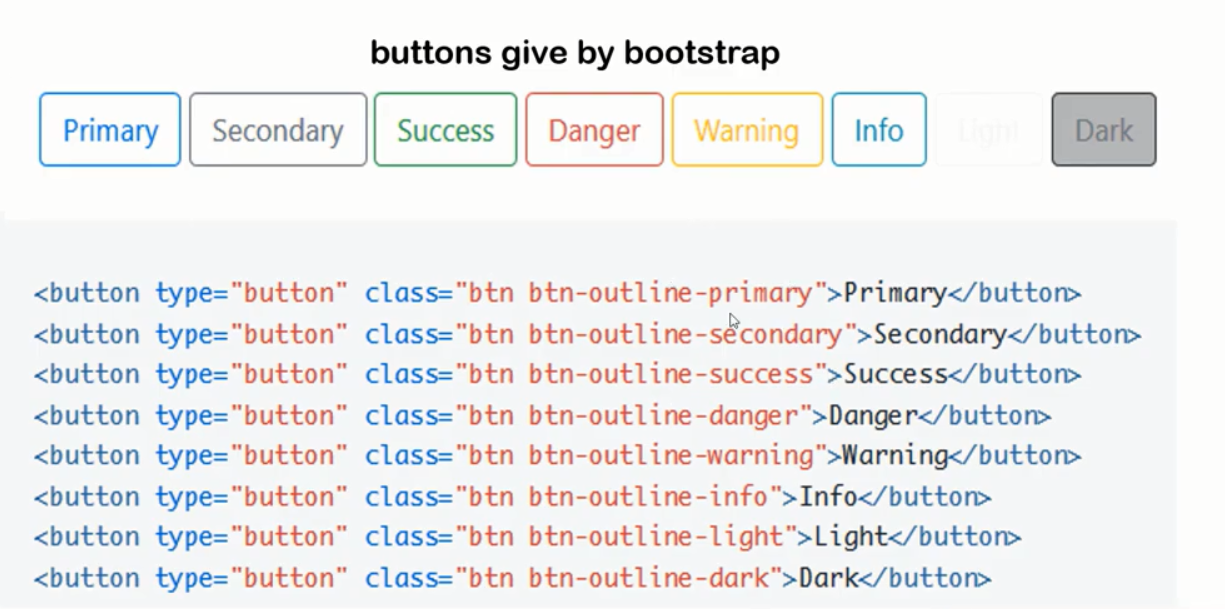 buttons give by bootstrap
Primary Secondary Success Danger Warning Info Light Dark
<button type="button" class="btn btn-outline-primary">Primary</button>
<button type="button" class="btn btn-outline-secondary">Secondary</button>
<button type="button" class="btn btn-outline-success">Success</button>
<button type="button" class="btn btn-outline-danger">Danger</button>
<button type="button" class="btn btn-outline-warning">Warning</button>
<button type="button" class="btn btn-outline-info">Info</button>
<button type="button" class="btn btn-outline-light">Light</button>
<button type="button" class="btn btn-outline-dark">Dark</button>